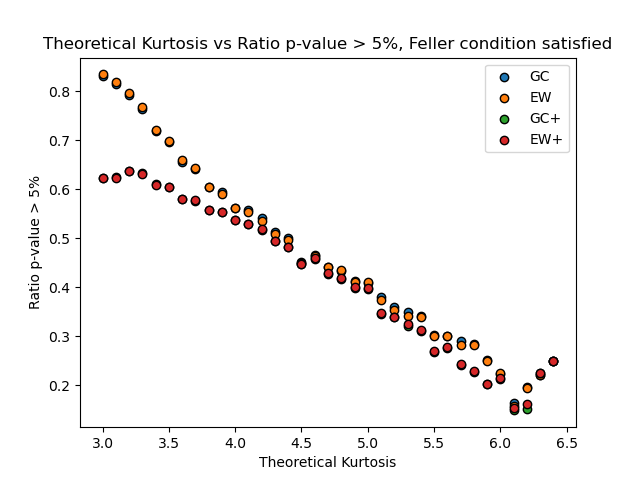 Theoretical Kurtosis vs Ratio p-value > 5%, Feller condition satisfied
GC
EW
GC+
EW+
Ratio p-value > 5%
0.8
0.7
0.6
0.5
0.4
0.3
0.2
3.0 3.5 4.0 4.5 5.0 5.5 6.0 6.5
Theoretical Kurtosis